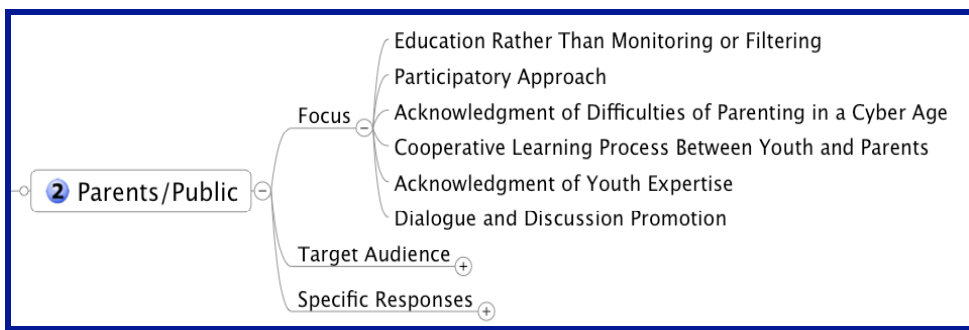 Education Rather Than Monitoring or Filtering
Participatory Approach
Focus
Acknowledgment of Difficulties of Parenting in a Cyber Age
Cooperative Learning Process Between Youth and Parents
2 Parents/Public
Acknowledgment of Youth Expertise
Dialogue and Discussion Promotion
Target Audience
Specific Responses